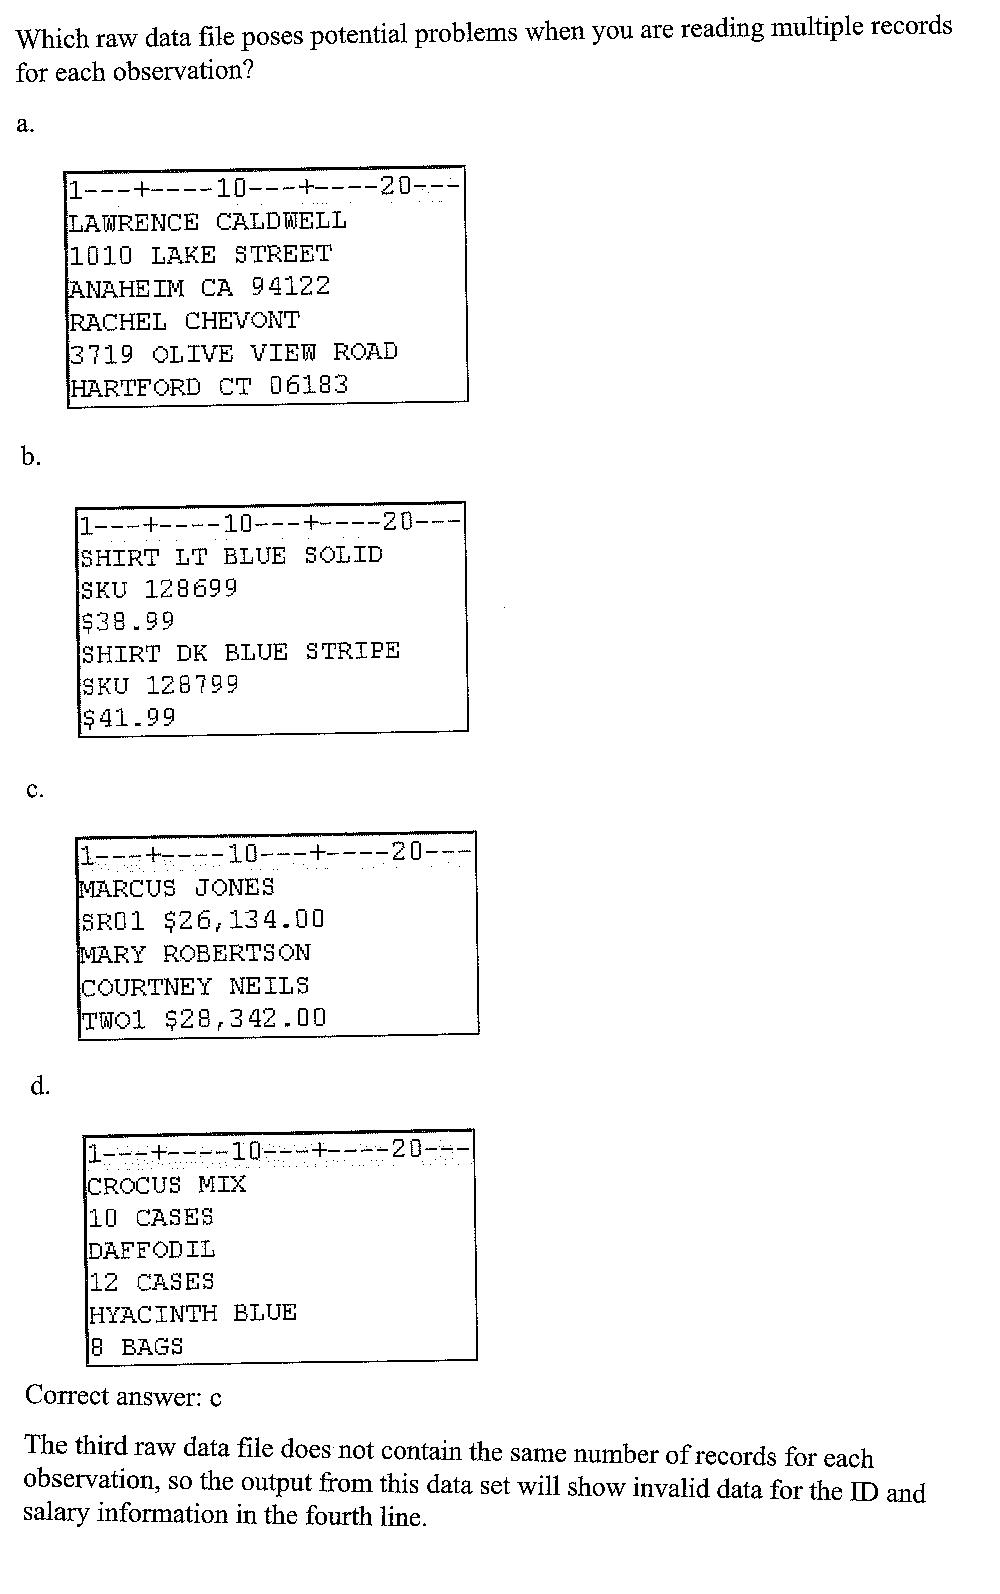 Which raw data file poses potential problems when you are reading multiple records
for each observation?
a.
1---+----10---+----20---
LAWRENCE CALDWELL
1010 LAKE STREET
ANAHEIM CA 94122
RACHEL CHEVONT
3719 OLIVE VIEW ROAD
HARTFORD CT 06183
b.
1---+----10---+----20---
SHIRT LT BLUE SOLID
SKU 128699
$38.99
SHIRT DK BLUE STRIPE
SKU 128799
$41.99
c.
1---+----10---+----20---
MARCUS JONES
SR01 $26,134.00
MARY ROBERTSON
COURTNEY NEILS
TWO1 $28,342.00
d.
1---+----10---+----20---
CROCUS MIX
10 CASES
DAFFODIL
12 CASES
HYACINTH BLUE
8 BAGS
Correct answer: c
The third raw data file does not contain the same number of records for each
observation, so the output from this data set will show invalid data for the ID and
salary information in the fourth line.